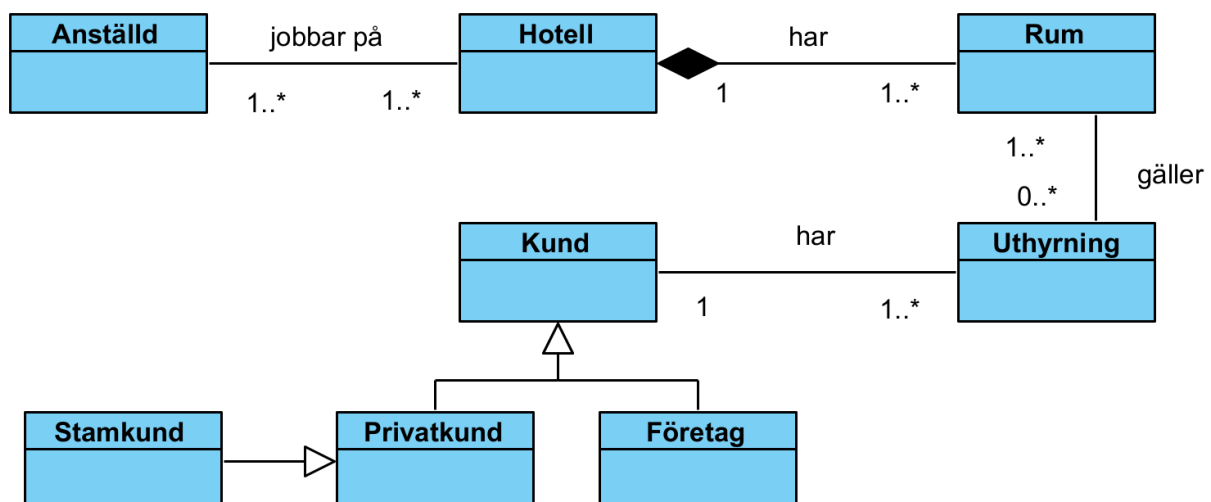 Anställd
jobbar på
Hotell
har
Rum
1..*
1..*
1
1..*
1..*
gäller
0..*
Kund
har
Uthyrning
1
1..*
Stamkund
Privatkund
Företag